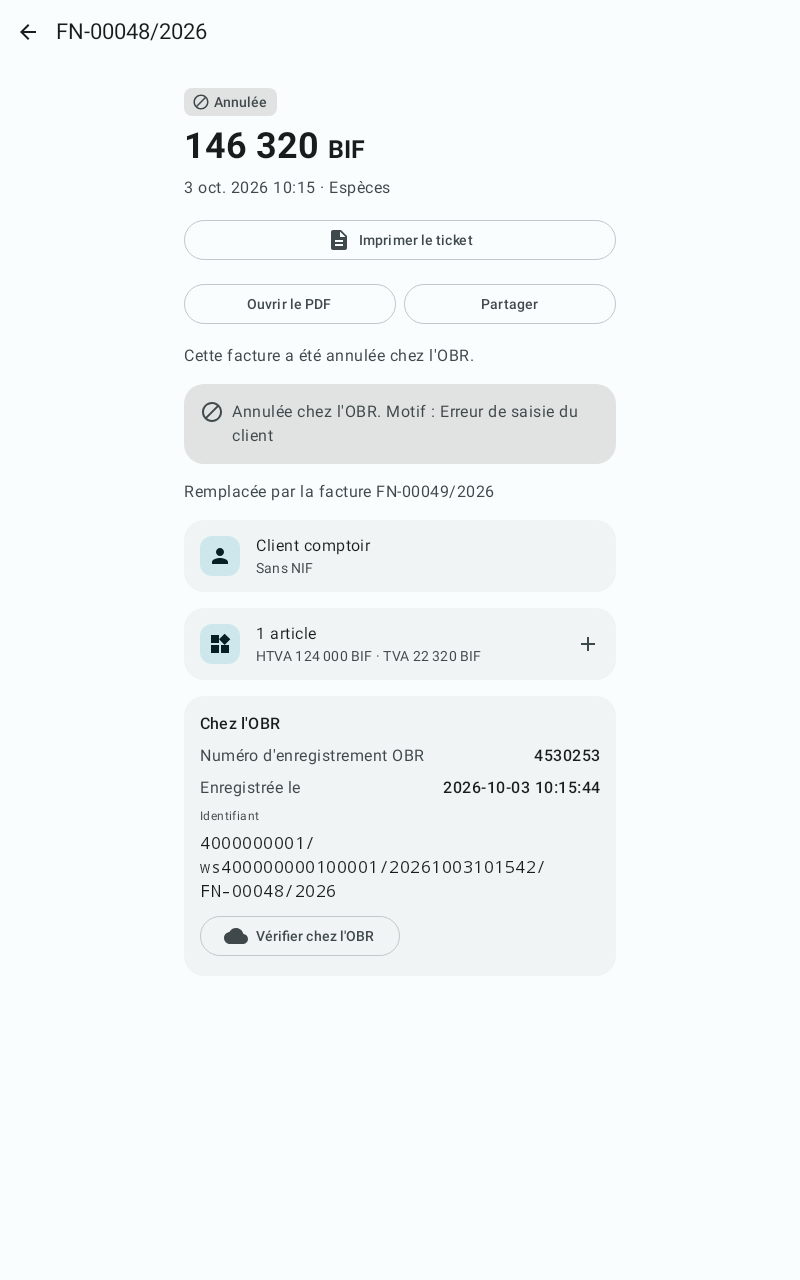 FN-00048/2026
Annulée
146 320 BIF
3 oct. 2026 10:15 · Espèces
Imprimer le ticket
Ouvrir le PDF
Partager
Cette facture a été annulée chez l'OBR.
Annulée chez l'OBR. Motif : Erreur de saisie du
client
Remplacée par la facture FN-00049/2026
Client comptoir
Sans NIF
1 article
HTVA 124 000 BIF · TVA 22 320 BIF
Chez l'OBR
Numéro d'enregistrement OBR 4530253
Enregistrée le 2026-10-03 10:15:44
Identifiant
4000000001/
ws400000000100001/20261003101542/
FN-00048/2026
Vérifier chez l'OBR